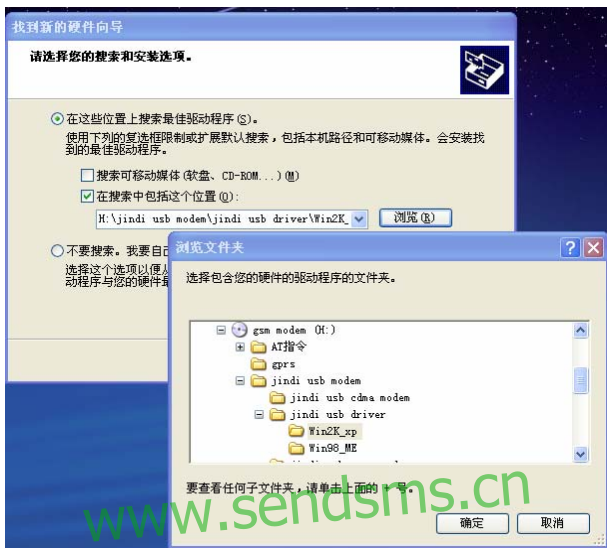 找到新的硬件向导
请选择您的搜索和安装选项。
在这些位置上搜索最佳驱动程序(S)。
使用下列的复选框限制或扩展默认搜索，包括本机路径和可移动媒体。会安装找
到的最佳驱动程序。
搜索可移动媒体(软盘、CD-ROM...)(M)
在搜索中包括这个位置(O):
H:\jindi usb modem\jindi usb driver\Win2K_
浏览(R)
不要搜索。我要自己
选择这个选项以便从
动程序与您的硬件最
浏览文件夹
选择包含您的硬件的驱动程序的文件夹。
gsm modem (H:)
AT指令
gprs
jindi usb modem
jindi usb cdma modem
jindi usb driver
Win2K_xp
Win98_ME
要查看任何子文件夹，请单击上面的 + 号。
www.sendsms.cn
确定
取消